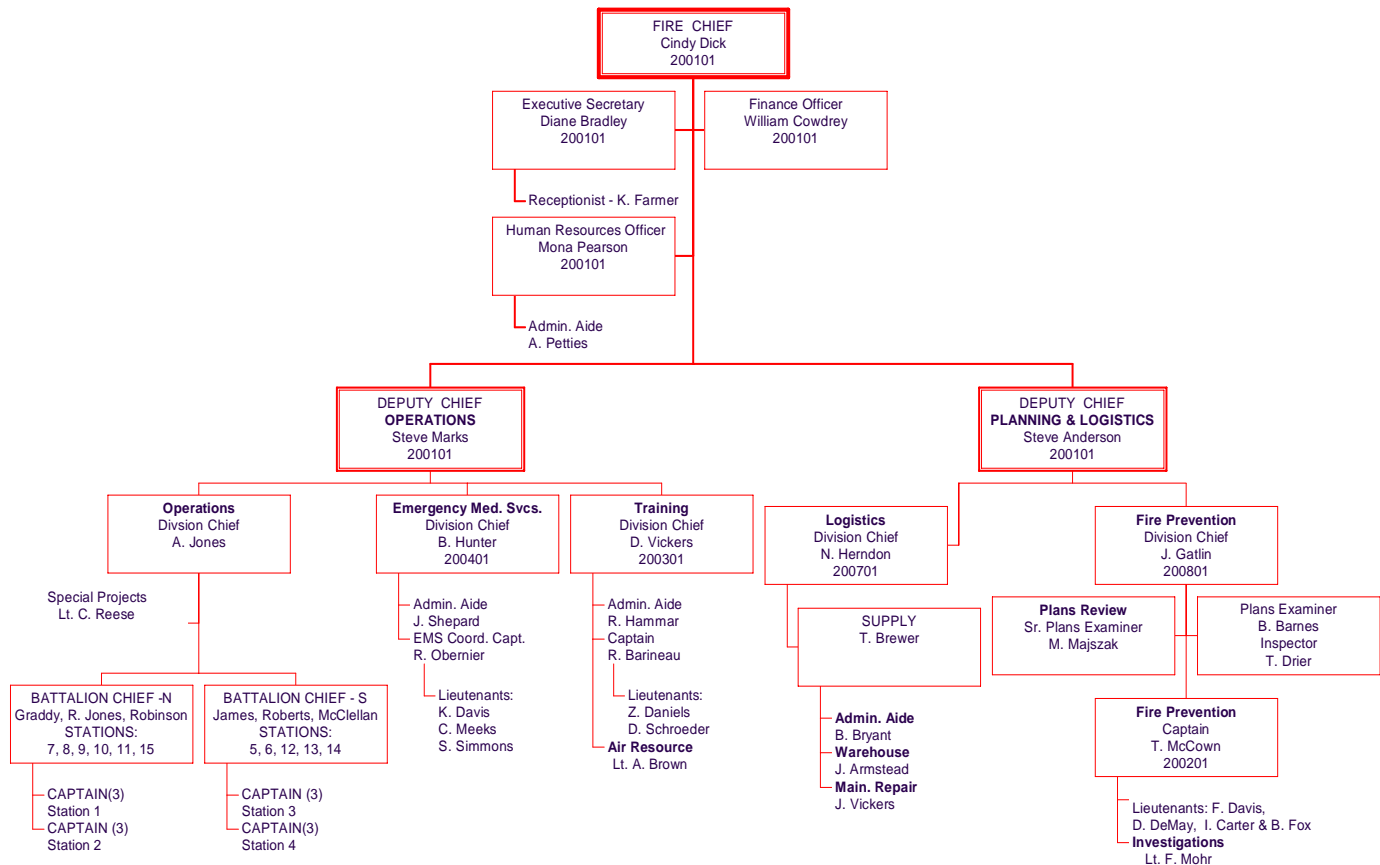 FIRE CHIEF
Cindy Dick
200101
Executive Secretary
Diane Bradley
200101
Finance Officer
William Cowdrey
200101
Receptionist - K. Farmer
Human Resources Officer
Mona Pearson
200101
Admin. Aide
A. Petties
DEPUTY CHIEF
OPERATIONS
Steve Marks
200101
DEPUTY CHIEF
PLANNING & LOGISTICS
Steve Anderson
200101
Operations
Divsion Chief
A. Jones
Emergency Med. Svcs.
Division Chief
B. Hunter
200401
Training
Division Chief
D. Vickers
200301
Logistics
Division Chief
N. Herndon
200701
Fire Prevention
Division Chief
J. Gatlin
200801
Special Projects
Lt. C. Reese
Admin. Aide
J. Shepard
EMS Coord. Capt.
R. Obernier
Lieutenants:
K. Davis
C. Meeks
S. Simmons
Admin. Aide
R. Hammar
Captain
R. Barineau
Lieutenants:
Z. Daniels
D. Schroeder
Air Resource
Lt. A. Brown
SUPPLY
T. Brewer
Admin. Aide
B. Bryant
Warehouse
J. Armstead
Main. Repair
J. Vickers
Plans Review
Sr. Plans Examiner
M. Majszak
Plans Examiner
B. Barnes
Inspector
T. Drier
Fire Prevention
Captain
T. McCown
200201
Lieutenants: F. Davis,
D. DeMay, I. Carter & B. Fox
Investigations
Lt. F. Mohr
BATTALION CHIEF -N
Graddy, R. Jones, Robinson
STATIONS:
7, 8, 9, 10, 11, 15
BATTALION CHIEF - S
James, Roberts, McClellan
STATIONS:
5, 6, 12, 13, 14
CAPTAIN(3)
Station 1
CAPTAIN (3)
Station 2
CAPTAIN (3)
Station 3
CAPTAIN(3)
Station 4